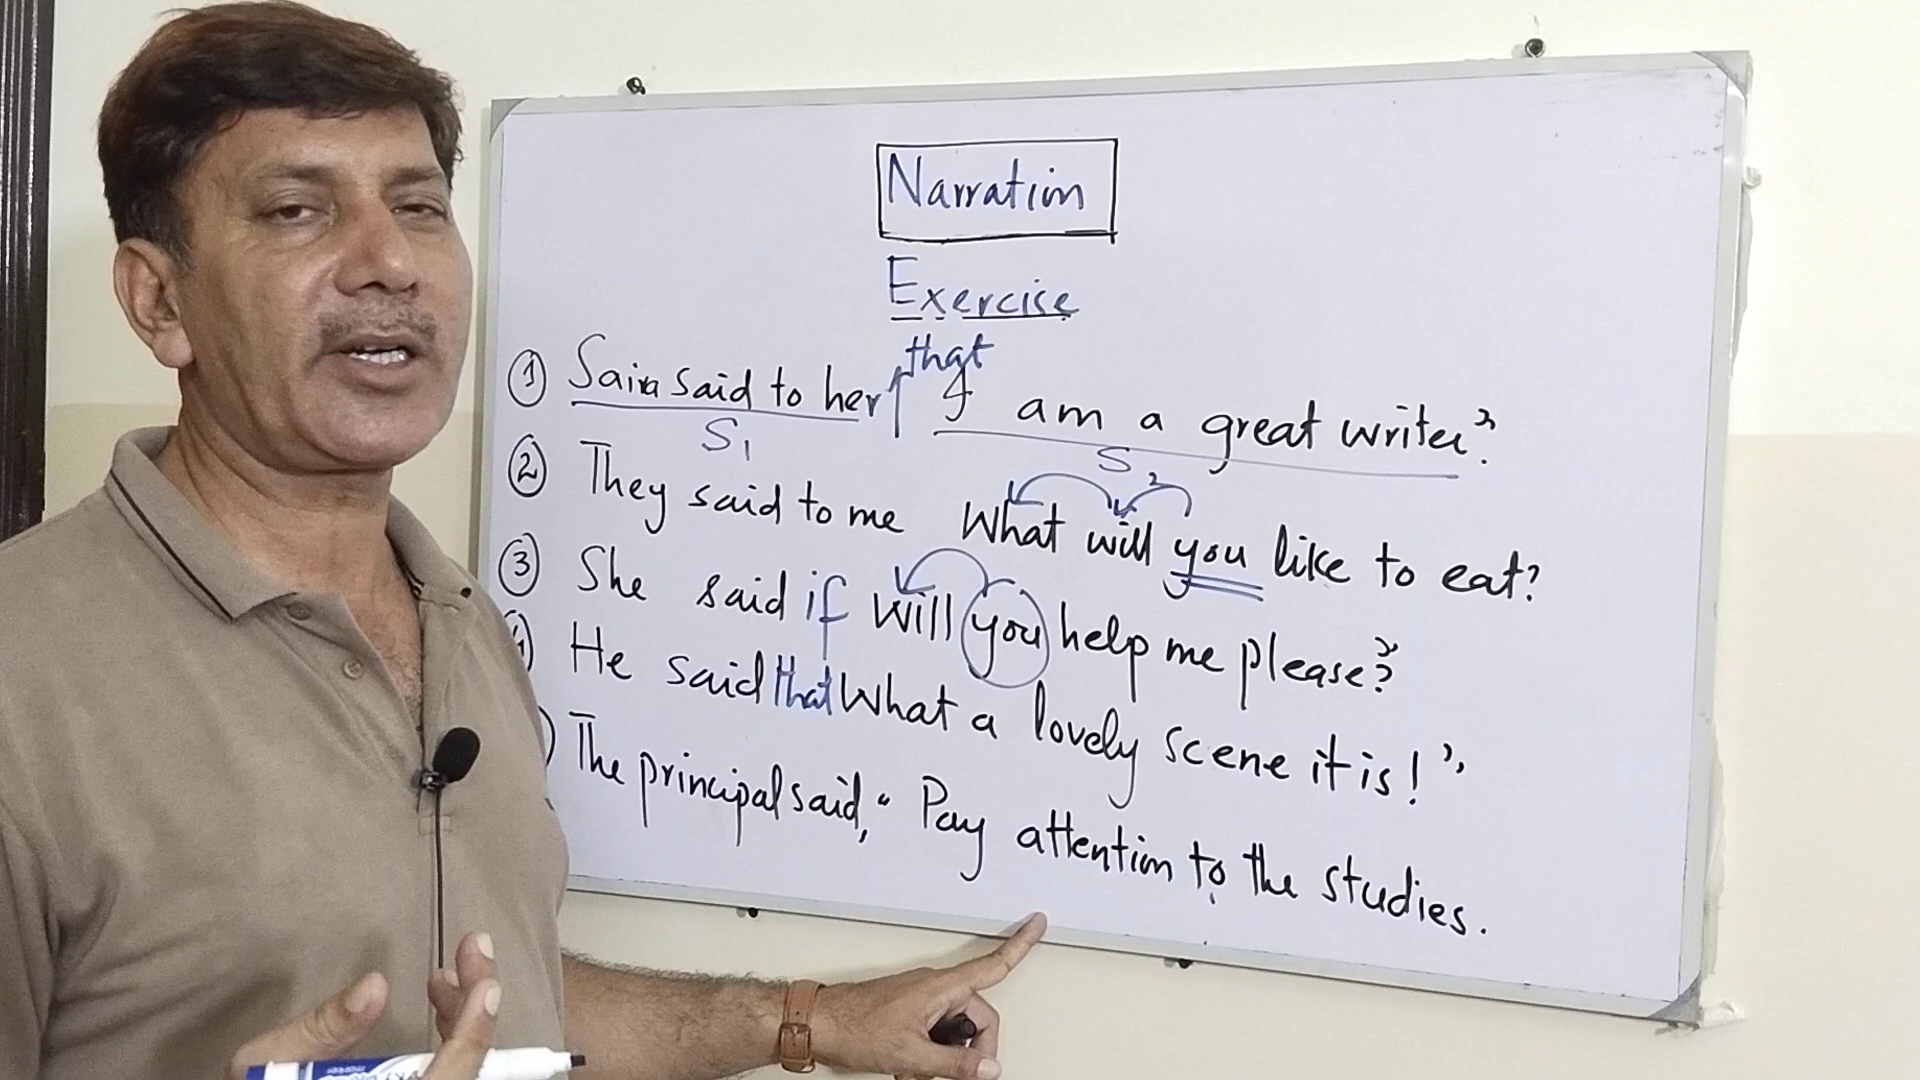 Narration
Exercise
that
① Saira said to her I am a great writer”.
S₁ S₂
② They said to me What will you like to eat?
③ She said if Will you help me please?”
④ He said that What a lovely scene it is!”
The principal said, “Pay attention to the studies.